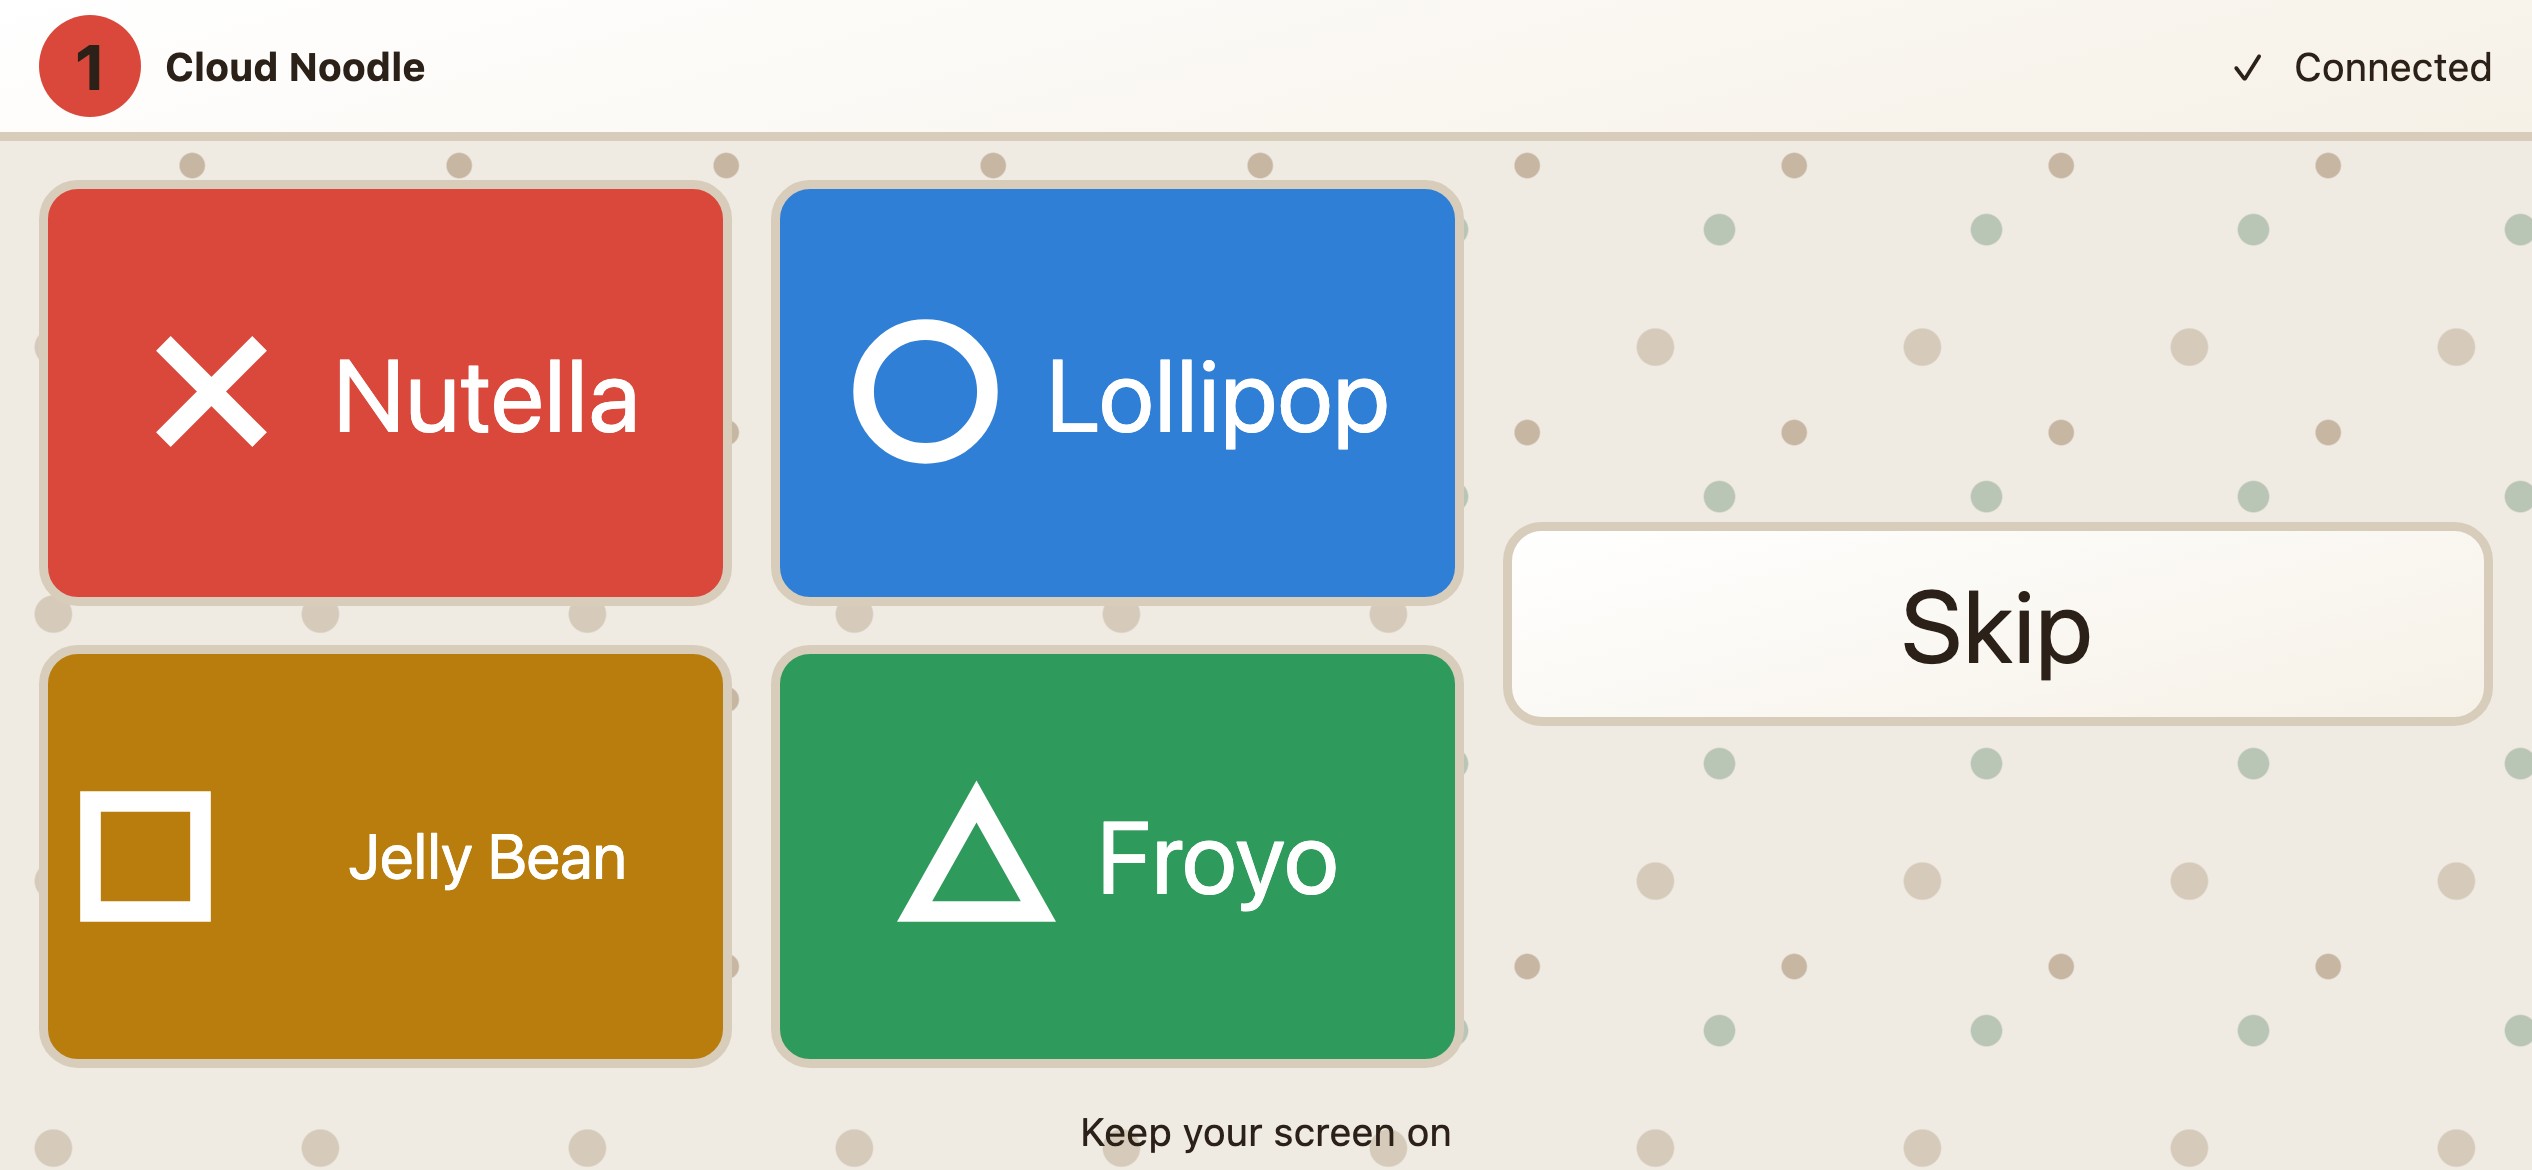 1 Cloud Noodle
✓ Connected
Nutella
Lollipop
Jelly Bean
Froyo
Skip
Keep your screen on